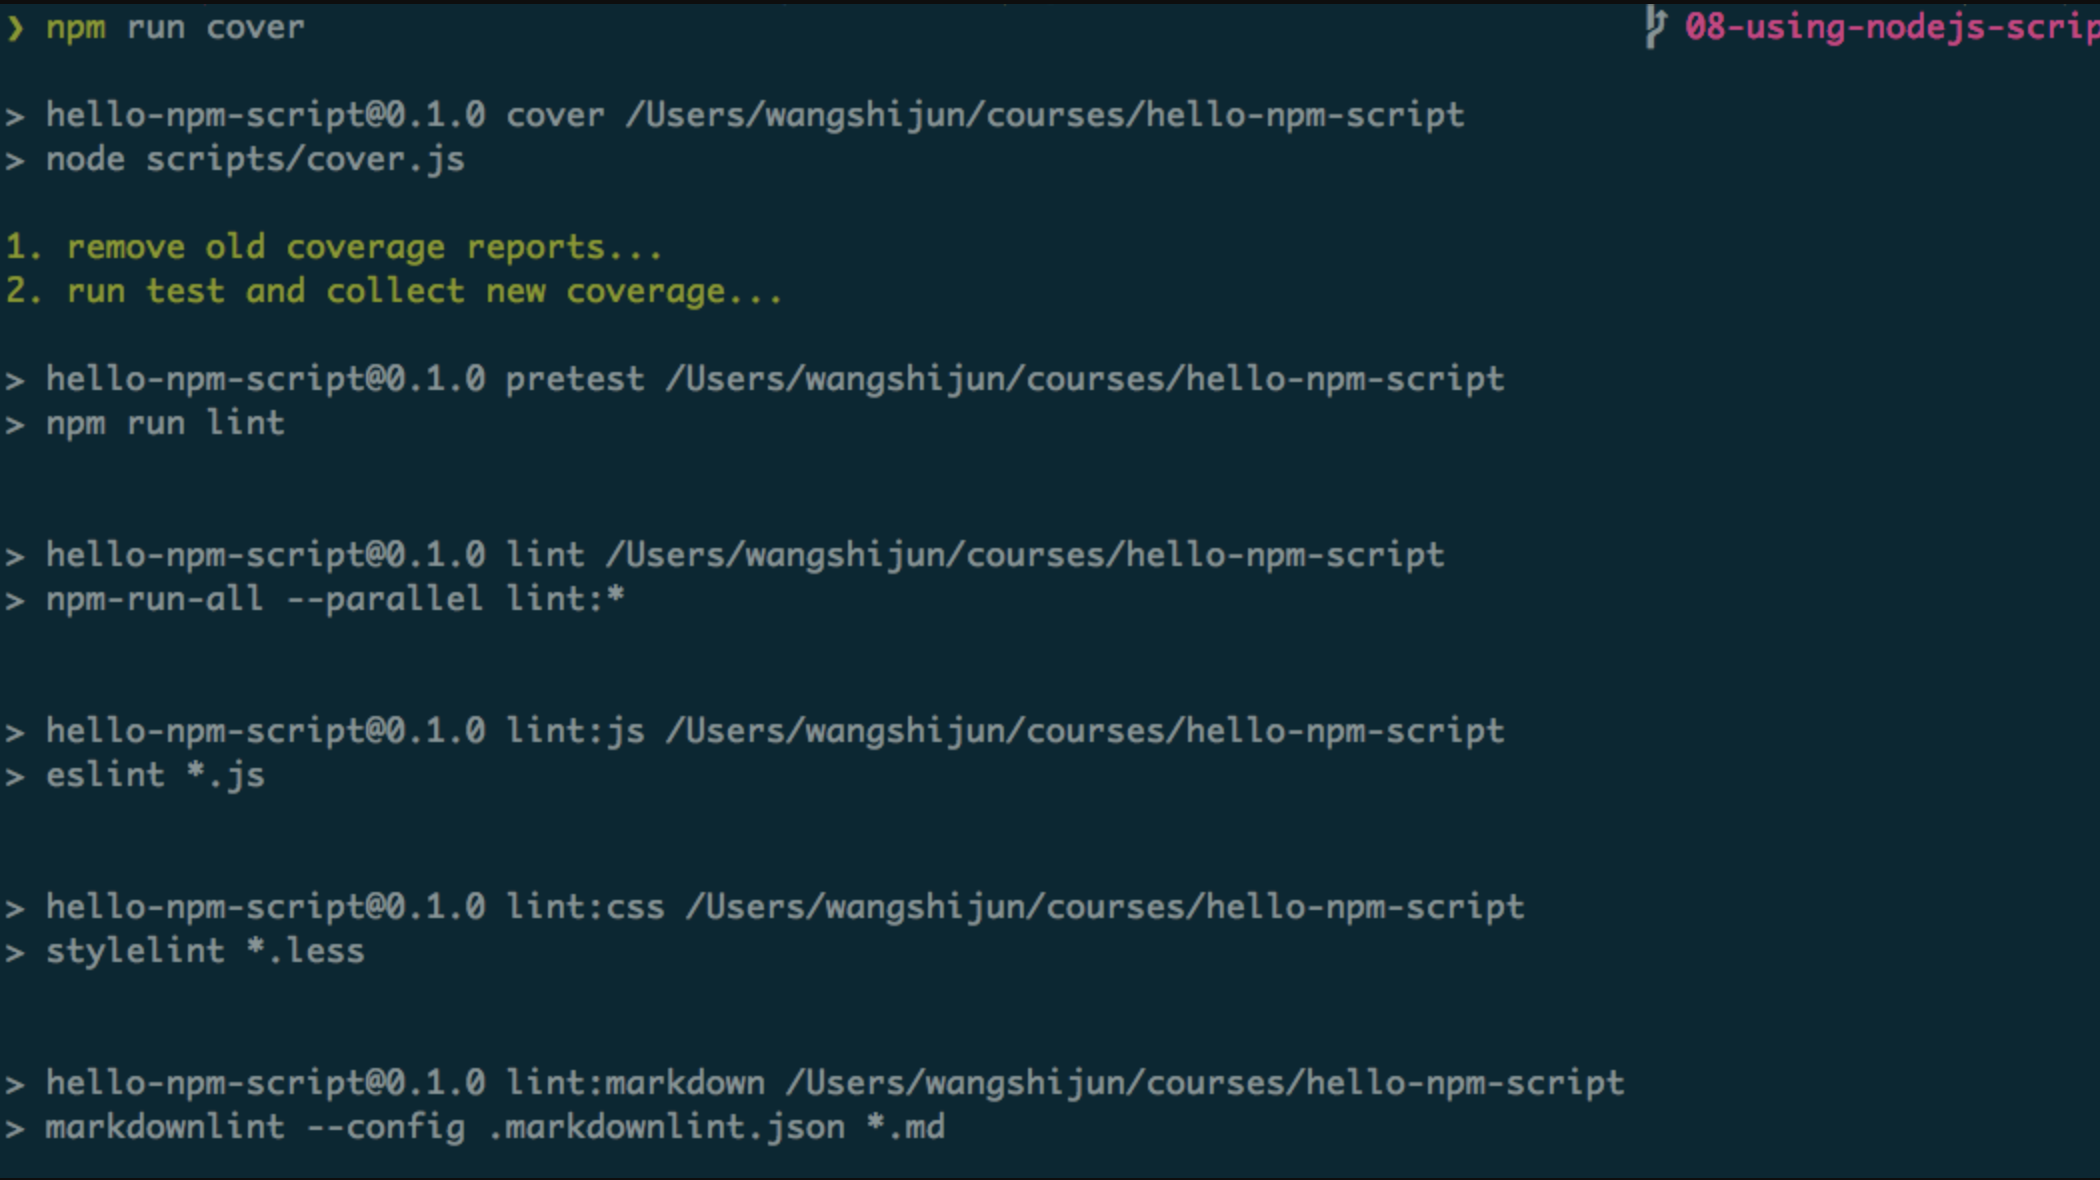 ❯ npm run cover 08-using-nodejs-scrip
> hello-npm-script@0.1.0 cover /Users/wangshijun/courses/hello-npm-script
> node scripts/cover.js
1. remove old coverage reports...
2. run test and collect new coverage...
> hello-npm-script@0.1.0 pretest /Users/wangshijun/courses/hello-npm-script
> npm run lint
> hello-npm-script@0.1.0 lint /Users/wangshijun/courses/hello-npm-script
> npm-run-all --parallel lint:*
> hello-npm-script@0.1.0 lint:js /Users/wangshijun/courses/hello-npm-script
> eslint *.js
> hello-npm-script@0.1.0 lint:css /Users/wangshijun/courses/hello-npm-script
> stylelint *.less
> hello-npm-script@0.1.0 lint:markdown /Users/wangshijun/courses/hello-npm-script
> markdownlint --config .markdownlint.json *.md